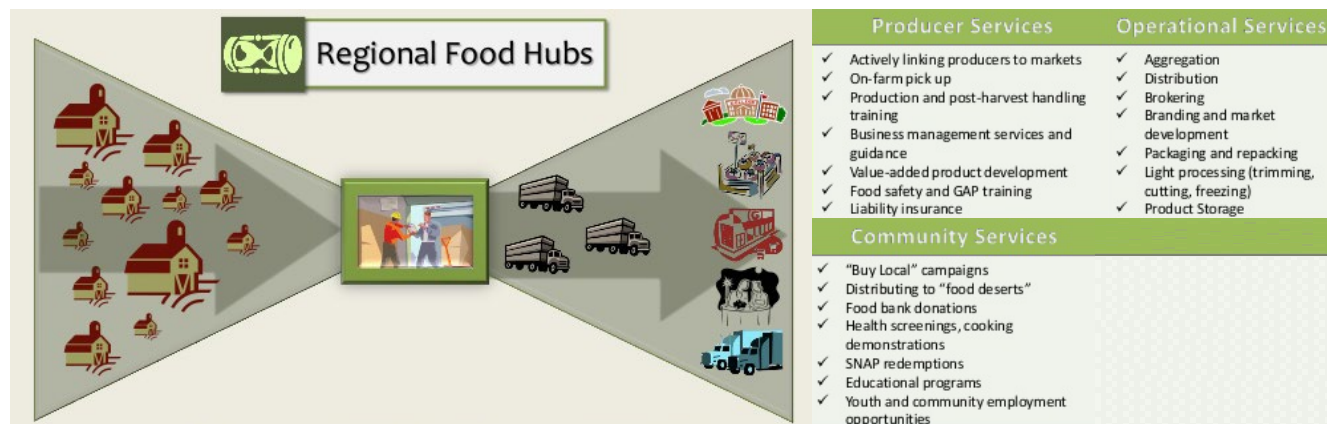 Regional Food Hubs
Producer Services
✓ Actively linking producers to markets
✓ On-farm pick up
✓ Production and post-harvest handling
training
✓ Business management services and
guidance
✓ Value-added product development
✓ Food safety and GAP training
✓ Liability insurance
Operational Services
✓ Aggregation
✓ Distribution
✓ Brokering
✓ Branding and market
development
✓ Packaging and repacking
✓ Light processing (trimming,
cutting, freezing)
✓ Product Storage
Community Services
✓ “Buy Local” campaigns
✓ Distributing to “food deserts”
✓ Food bank donations
✓ Health screenings, cooking
demonstrations
✓ SNAP redemptions
✓ Educational programs
✓ Youth and community employment
opportunities